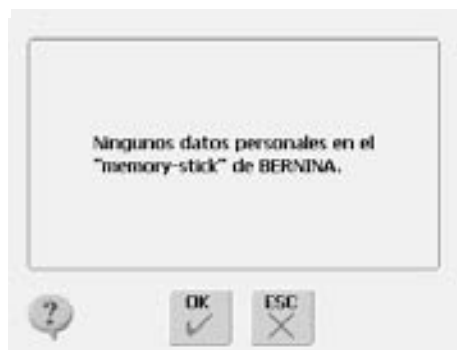 Ningunos datos personales en el
"memory-stick" de BERNINA.
?
OK
ESC